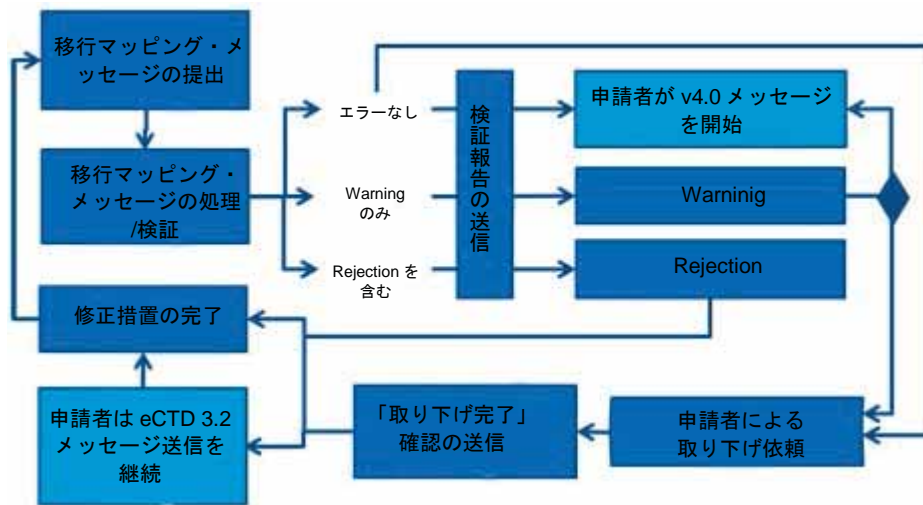 移行マッピング・メ
ッセージの提出
移行マッピング・
メッセージの処理
/検証
エラーなし
Warning
のみ
Rejection を
含む
検証報告の送信
申請者が v4.0 メッセージ
を開始
Warninig
Rejection
修正措置の完了
申請者は eCTD 3.2
メッセージ送信を
継続
「取り下げ完了」
確認の送信
申請者による
取り下げ依頼